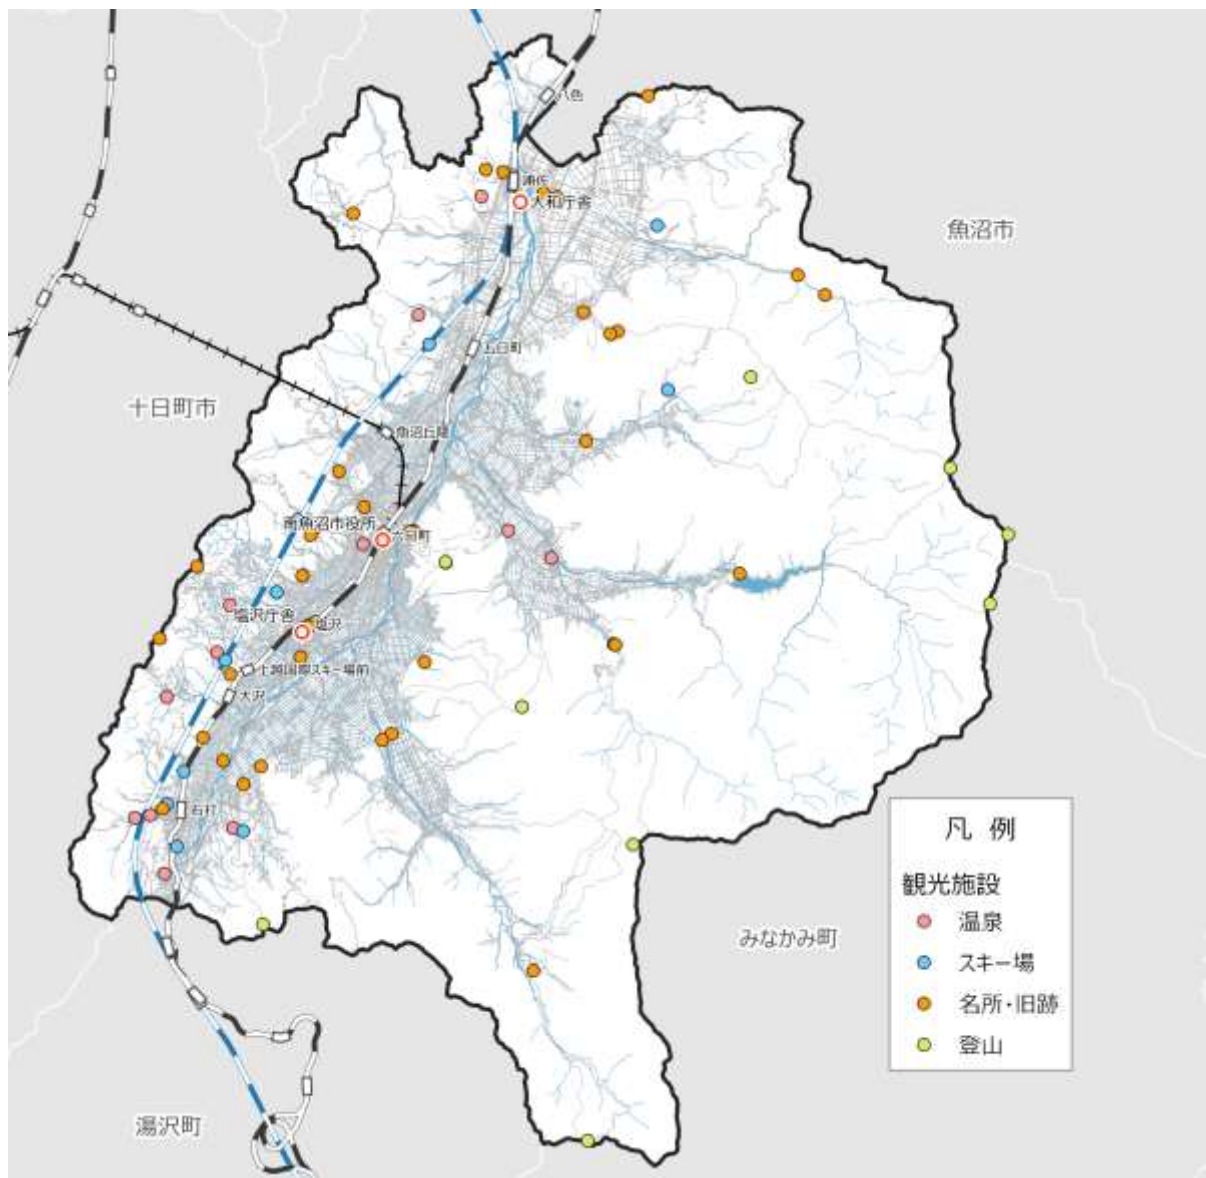 八色
浦佐
大和庁舎
魚沼市
五日町
十日町市
魚沼丘陵
南魚沼市役所
六日町
塩沢庁舎
塩沢
上越国際スキー場前
大沢
石打
凡 例
観光施設
温泉
スキー場
名所・旧跡
登山
みなかみ町
湯沢町